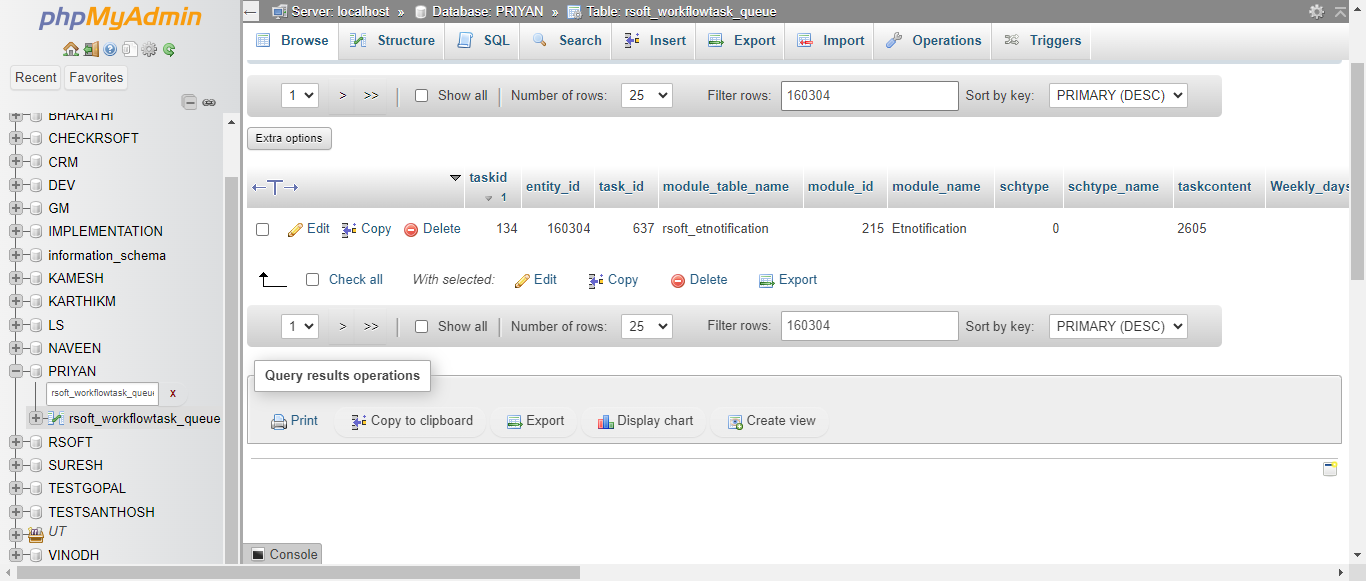 phpMyAdmin
Recent Favorites
BHARATHI
CHECKRSOFT
CRM
DEV
GM
IMPLEMENTATION
information_schema
KAMESH
KARTHIKM
LS
NAVEEN
PRIYAN
rsoft_workflowtask_queue x
rsoft_workflowtask_queue
RSOFT
SURESH
TESTGOPAL
TESTSANTHOSH
UT
VINODH
Server: localhost » Database: PRIYAN » Table: rsoft_workflowtask_queue
Browse Structure SQL Search Insert Export Import Operations Triggers
1 > >> Show all Number of rows: 25 Filter rows: 160304 Sort by key: PRIMARY (DESC)
Extra options
←T→ taskid 1 entity_id task_id module_table_name module_id module_name schtype schtype_name taskcontent Weekly_days
Edit Copy Delete 134 160304 637 rsoft_etnotification 215 Etnotification 0 2605
Check all With selected: Edit Copy Delete Export
1 > >> Show all Number of rows: 25 Filter rows: 160304 Sort by key: PRIMARY (DESC)
Query results operations
Print Copy to clipboard Export Display chart Create view
Console